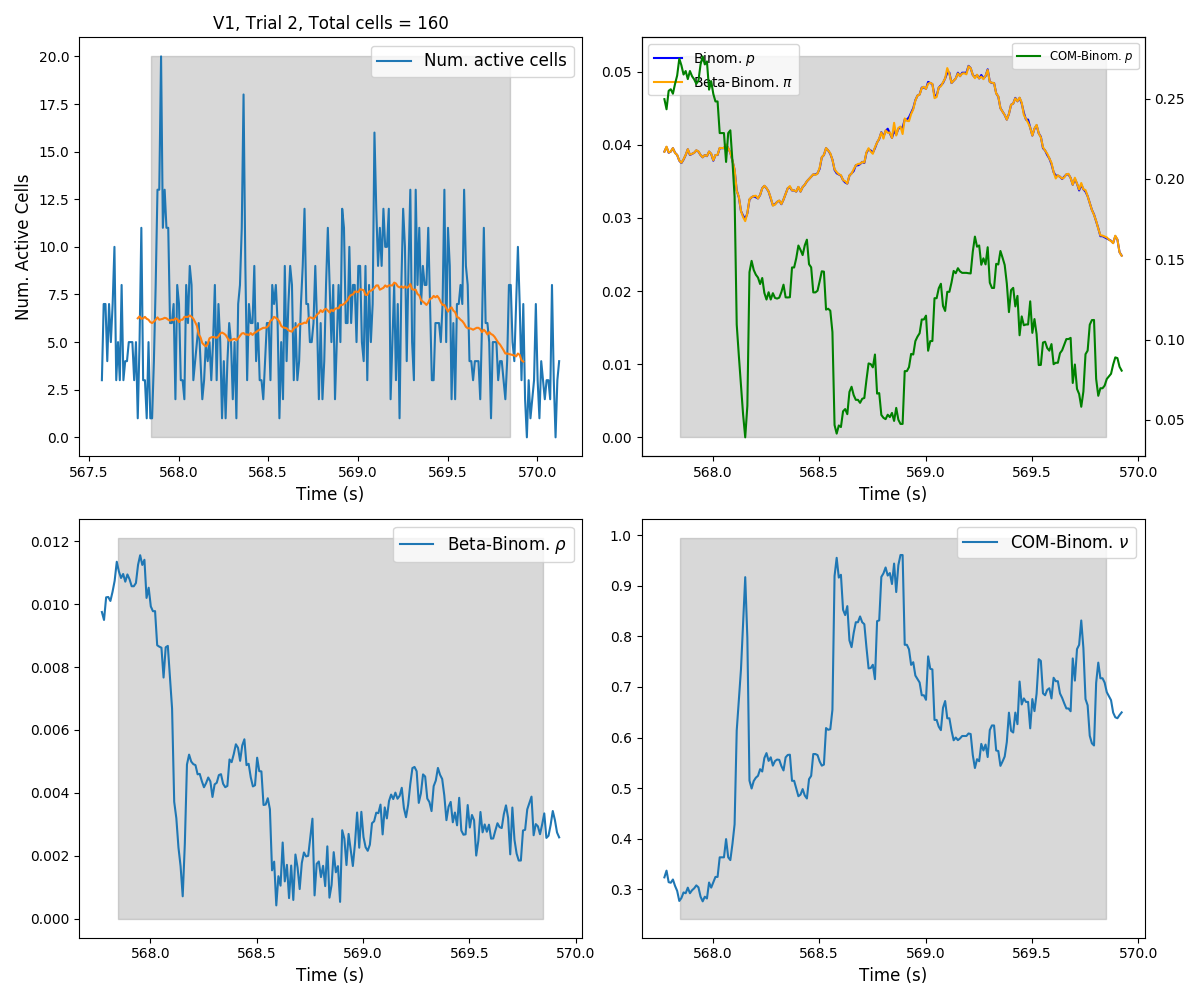 V1, Trial 2, Total cells = 160
Num. active cells
20.0
17.5
15.0
12.5
10.0
7.5
5.0
2.5
0.0
Num. Active Cells
567.5 568.0 568.5 569.0 569.5 570.0
Time (s)
Binom. p
Beta-Binom. π
COM-Binom. p
0.05
0.04
0.03
0.02
0.01
0.00
0.25
0.20
0.15
0.10
0.05
568.0 568.5 569.0 569.5 570.0
Time (s)
Beta-Binom. ρ
0.012
0.010
0.008
0.006
0.004
0.002
0.000
568.0 568.5 569.0 569.5 570.0
Time (s)
COM-Binom. ν
1.0
0.9
0.8
0.7
0.6
0.5
0.4
0.3
568.0 568.5 569.0 569.5 570.0
Time (s)